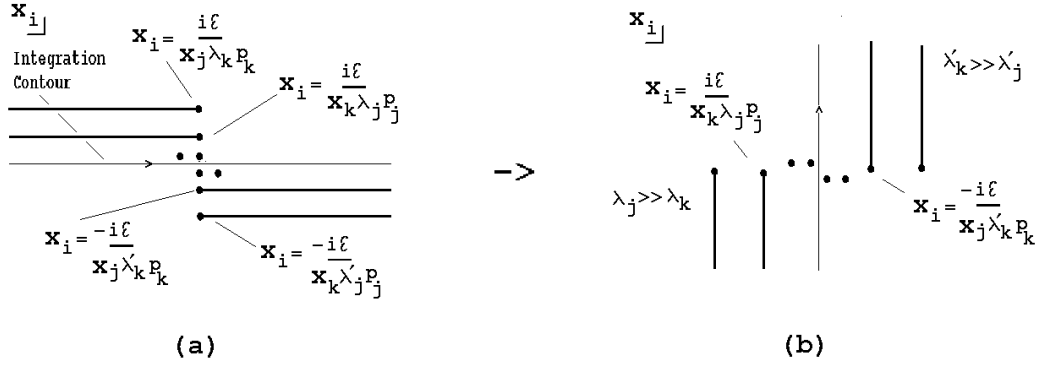 x_i
Integration
Contour
x_i = iε / x_j λ_k p_k
x_i = iε / x_k λ_j p_j
x_i = -iε / x_j λ'_k p_k
x_i = -iε / x_k λ'_j p_j
(a)
->
x_i
x_i = iε / x_k λ_j p_j
λ_j >> λ_k
λ'_k >> λ'_j
x_i = -iε / x_j λ'_k p_k
(b)